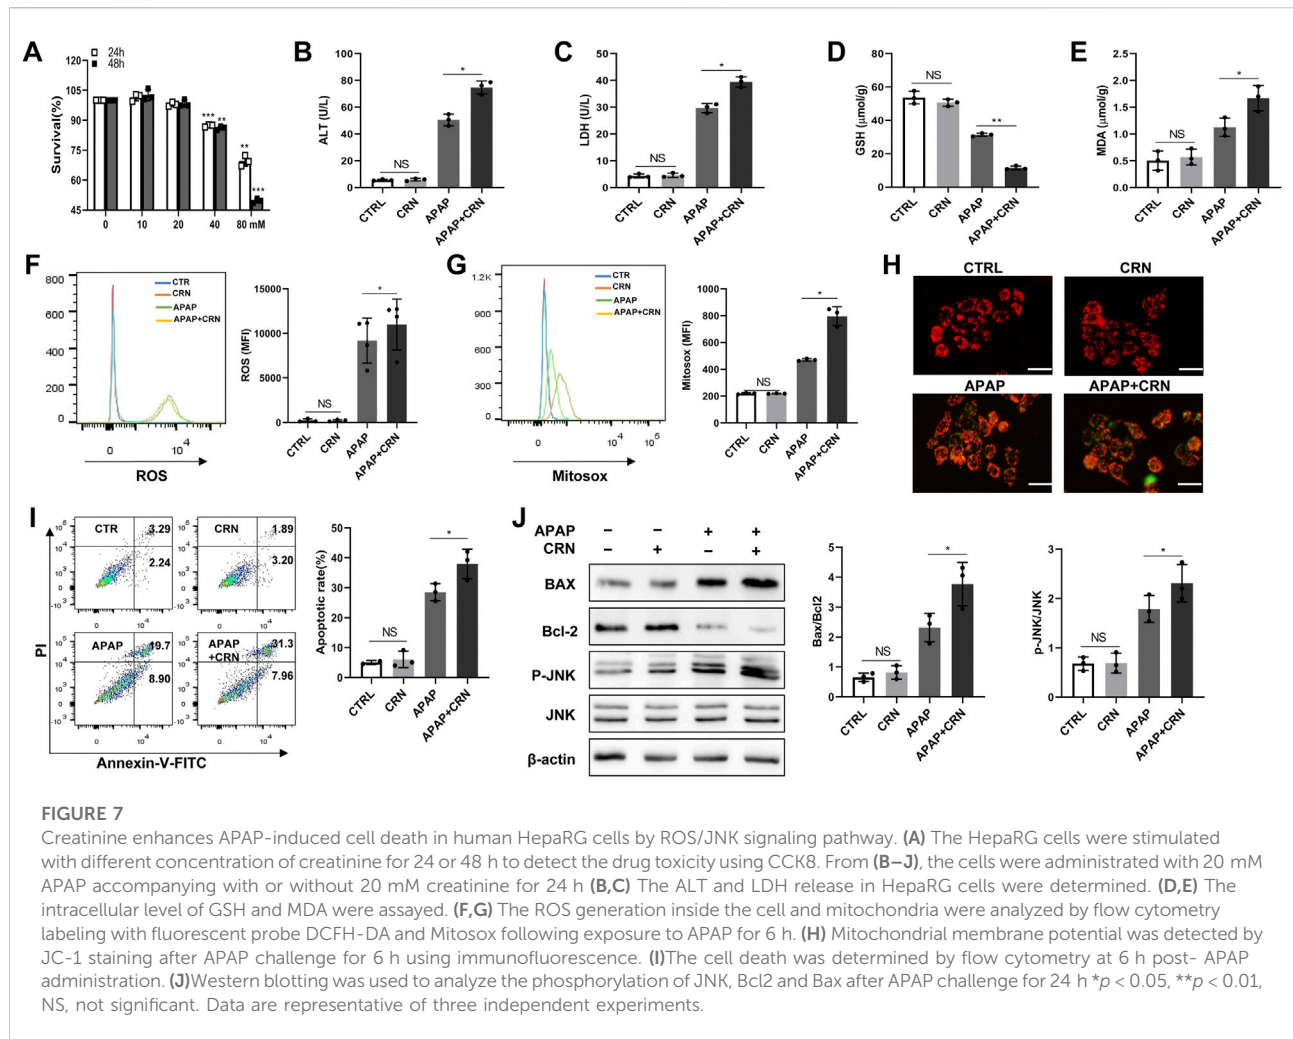 A
24h
48h
Survival(%)
120
105
90
75
60
45
*** **
**
***
0 10 20 40 80 mM
B
ALT (U/L)
100
80
60
40
20
0
NS
*
CTRL CRN APAP APAP+CRN
C
LDH (U/L)
50
40
30
20
10
0
NS
*
CTRL CRN APAP APAP+CRN
D
GSH (μmol/g)
80
60
40
20
0
NS
**
CTRL CRN APAP APAP+CRN
E
MDA (μmol/g)
2.5
2.0
1.5
1.0
0.5
0.0
NS
*
CTRL CRN APAP APAP+CRN
F
800
600
400
200
0
CTR
CRN
APAP
APAP+CRN
0 10⁴
ROS
ROS (MFI)
15000
10000
5000
0
NS
*
CTRL CRN APAP APAP+CRN
G
1.2K
900
600
300
0
CTR
CRN
APAP
APAP+CRN
0 10⁴ 10⁵
Mitosox
Mitosox (MFI)
1000
800
600
400
200
0
NS
*
CTRL CRN APAP APAP+CRN
H
CTRL CRN
APAP APAP+CRN
I
CTR 3.29
2.24
CRN 1.89
3.20
APAP 19.7
8.90
APAP +CRN 21.3
7.96
PI
Annexin-V-FITC
Apoptotic rate(%)
50
40
30
20
10
0
NS
*
CTRL CRN APAP APAP+CRN
J
APAP – – + +
CRN – + – +
BAX
Bcl-2
P-JNK
JNK
β-actin
Bax/Bcl2
5
4
3
2
1
0
NS
*
CTRL CRN APAP APAP+CRN
P-JNK/JNK
3
2
1
0
NS
*
CTRL CRN APAP APAP+CRN
FIGURE 7
Creatinine enhances APAP-induced cell death in human HepaRG cells by ROS/JNK signaling pathway. (A) The HepaRG cells were stimulated
with different concentration of creatinine for 24 or 48 h to detect the drug toxicity using CCK8. From (B–J), the cells were administrated with 20 mM
APAP accompanying with or without 20 mM creatinine for 24 h (B,C) The ALT and LDH release in HepaRG cells were determined. (D,E) The
intracellular level of GSH and MDA were assayed. (F,G) The ROS generation inside the cell and mitochondria were analyzed by flow cytometry
labeling with fluorescent probe DCFH-DA and Mitosox following exposure to APAP for 6 h. (H) Mitochondrial membrane potential was detected by
JC-1 staining after APAP challenge for 6 h using immunofluorescence. (I)The cell death was determined by flow cytometry at 6 h post- APAP
administration. (J)Western blotting was used to analyze the phosphorylation of JNK, Bcl2 and Bax after APAP challenge for 24 h *p < 0.05, **p < 0.01,
NS, not significant. Data are representative of three independent experiments.